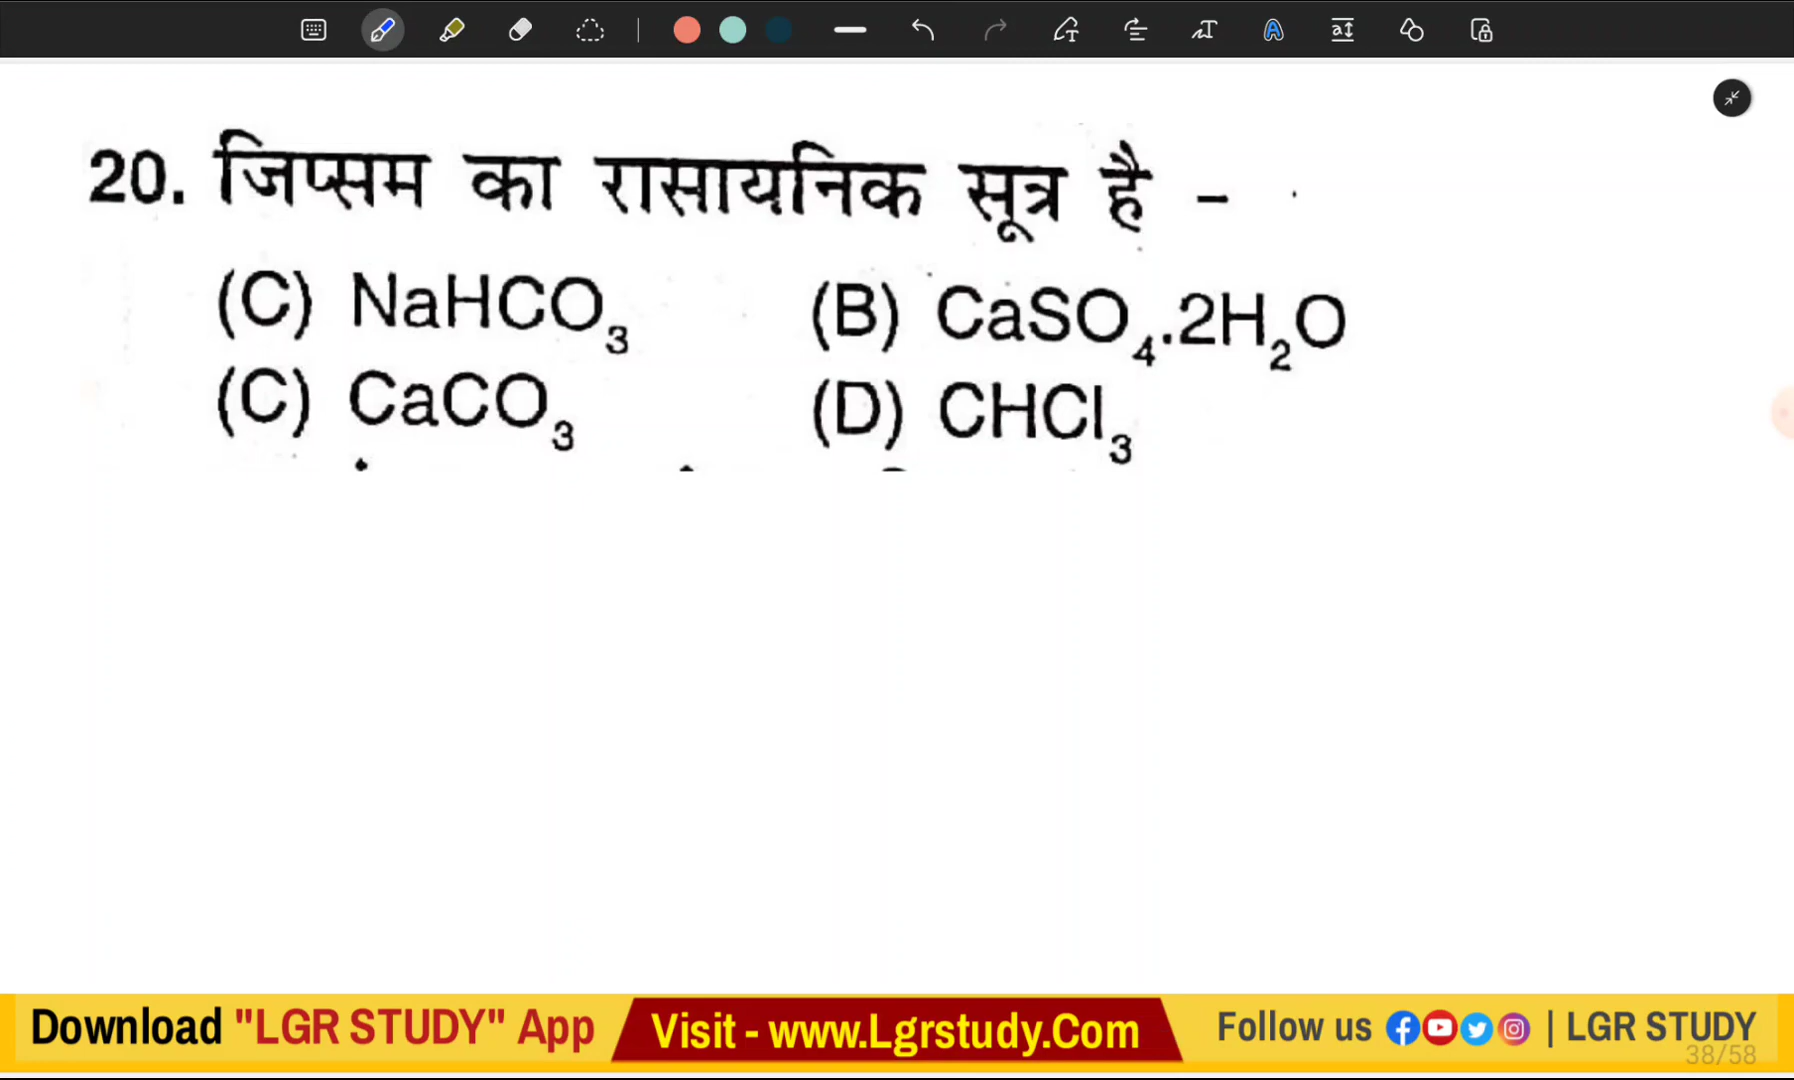 20. जिप्सम का रासायनिक सूत्र है -
(C) NaHCO₃ (B) CaSO₄.2H₂O
(C) CaCO₃ (D) CHCl₃
Download "LGR STUDY" App Visit - www.Lgrstudy.Com Follow us | LGR STUDY
38/58